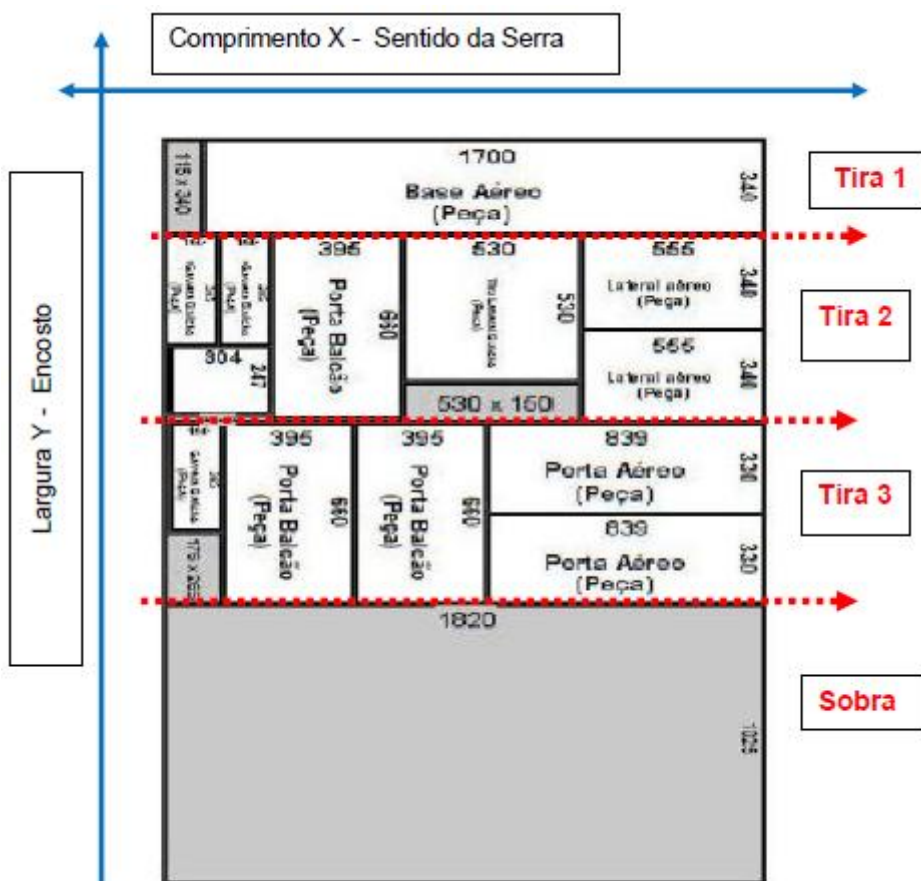 Comprimento X - Sentido da Serra
Largura Y - Encosto
115 x 340
1700
340
Base Aéreo
(Peça)
Tira 1
395
660
Porta Balcão
(Peça)
530
530
(Peça)
555
340
Lateral aéreo
(Peça)
555
340
Lateral aéreo
(Peça)
304
247
530 x 150
Tira 2
395
660
Porta Balcão
(Peça)
395
660
Porta Balcão
(Peça)
839
330
Porta Aéreo
(Peça)
839
330
Porta Aéreo
(Peça)
Tira 3
1820
Sobra